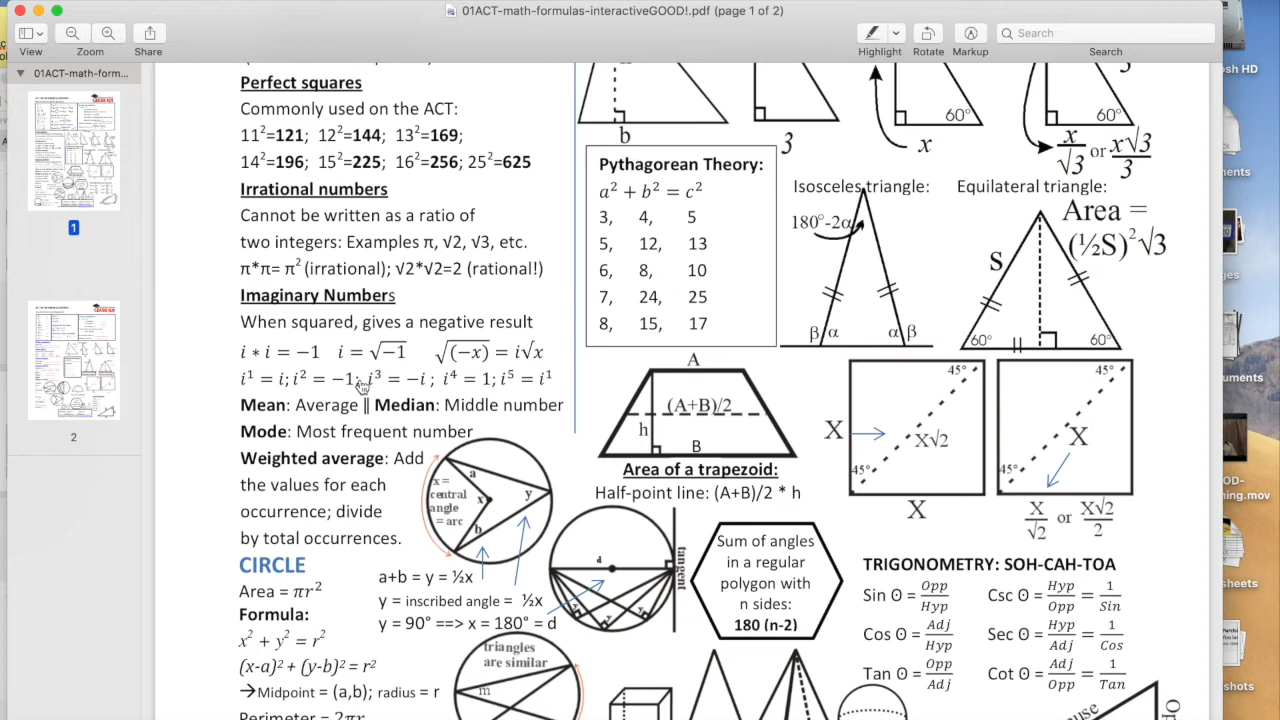 01ACT-math-formulas-interactiveGOOD!.pdf (page 1 of 2)
View
Zoom
Share
Highlight
Rotate
Markup
Search
Search
01ACT-math-form...
1
2
Perfect squares
Commonly used on the ACT:
11²=121; 12²=144; 13²=169;
14²=196; 15²=225; 16²=256; 25²=625
Irrational numbers
Cannot be written as a ratio of
two integers: Examples π, √2, √3, etc.
π*π= π² (irrational); √2*√2=2 (rational!)
Imaginary Numbers
When squared, gives a negative result
i ∗ i = −1 i = √−1 √(−x) = i√x
i¹ = i; i² = −1; i³ = −i ; i⁴ = 1; i⁵ = i¹
Mean: Average ‖ Median: Middle number
Mode: Most frequent number
Weighted average: Add
the values for each
occurrence; divide
by total occurrences.
CIRCLE
Area = πr²
Formula:
x² + y² = r²
(x-a)² + (y-b)² = r²
→Midpoint = (a,b); radius = r
Perimeter = 2πr
x =
central
angle
= arc
a
x
b
y
a+b = y = ½x
y = inscribed angle = ½x
y = 90° ==> x = 180° = d
d
y
y
y
tangent
triangles
are similar
m
b
3
60°
x
60°
x/√3 or x√3/3
Pythagorean Theory:
a² + b² = c²
3, 4, 5
5, 12, 13
6, 8, 10
7, 24, 25
8, 15, 17
Isosceles triangle:
180°-2α
β α
α β
Equilateral triangle:
Area =
(½S)²√3
S
60°
60°
A
(A+B)/2
h
B
Area of a trapezoid:
Half-point line: (A+B)/2 * h
45°
X
X√2
45°
X
45°
X
45°
X/√2 or X√2/2
Sum of angles
in a regular
polygon with
n sides:
180 (n-2)
TRIGONOMETRY: SOH-CAH-TOA
Sin Θ = Opp/Hyp Csc Θ = Hyp/Opp = 1/Sin
Cos Θ = Adj/Hyp Sec Θ = Hyp/Adj = 1/Cos
Tan Θ = Opp/Adj Cot Θ = Adj/Opp = 1/Tan